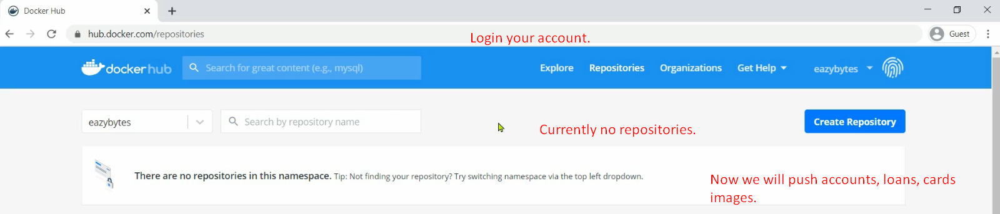 Docker Hub
hub.docker.com/repositories
Guest
Login your account.
dockerhub
Search for great content (e.g., mysql)
Explore
Repositories
Organizations
Get Help
eazybytes
eazybytes
Search by repository name
Currently no repositories.
Create Repository
There are no repositories in this namespace. Tip: Not finding your repository? Try switching namespace via the top left dropdown.
Now we will push accounts, loans, cards
images.